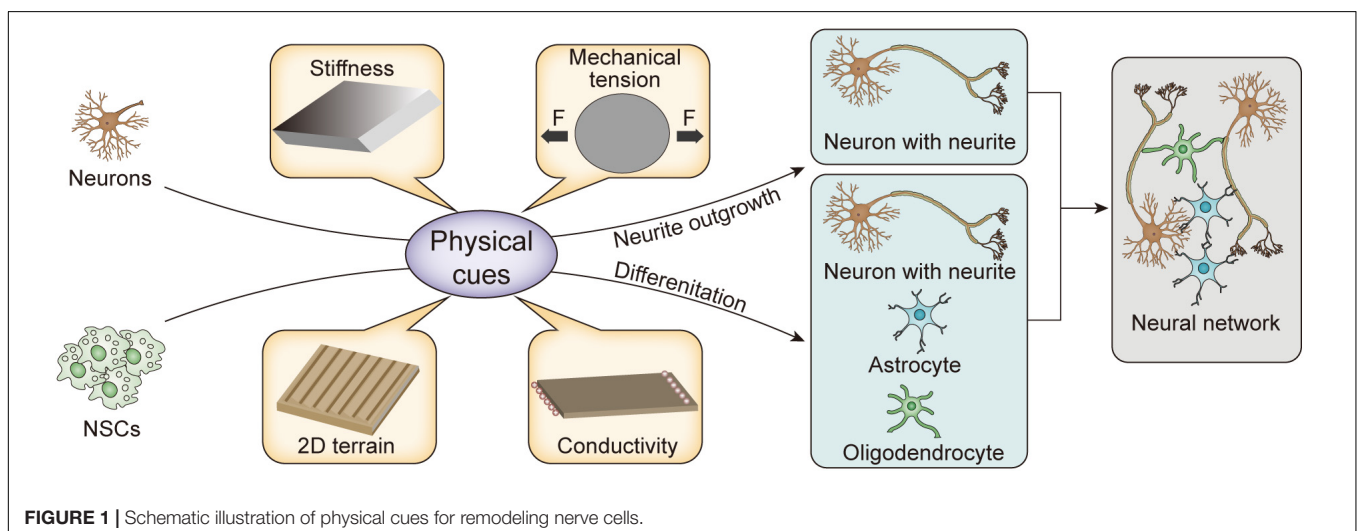 Neurons
NSCs
Stiffness
Mechanical
tension
F
F
Physical
cues
2D terrain
Conductivity
Neurite outgrowth
Differenitation
Neuron with neurite
Neuron with neurite
Astrocyte
Oligodendrocyte
Neural network
FIGURE 1 | Schematic illustration of physical cues for remodeling nerve cells.